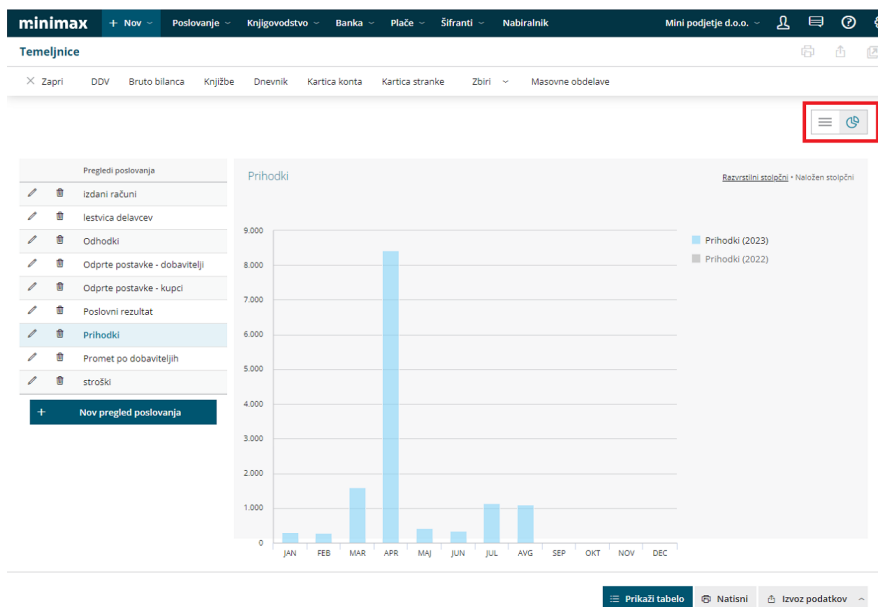 minimax + Nov Poslovanje Knjigovodstvo Banka Plače Šifranti Nabiralnik Mini podjetje d.o.o.
Temeljnice
Zapri DDV Bruto bilanca Knjižbe Dnevnik Kartica konta Kartica stranke Zbiri Masovne obdelave
Pregledi poslovanja
izdani računi
lestvica delavcev
Odhodki
Odprte postavke - dobavitelji
Odprte postavke - kupci
Poslovni rezultat
Prihodki
Promet po dobaviteljih
stroški
+ Nov pregled poslovanja
Prihodki
Razvrstilni stolpčni • Naložen stolpčni
9.000
8.000
7.000
6.000
5.000
4.000
3.000
2.000
1.000
0
JAN FEB MAR APR MAJ JUN JUL AVG SEP OKT NOV DEC
Prihodki (2023)
Prihodki (2022)
Prikaži tabelo Natisni Izvoz podatkov